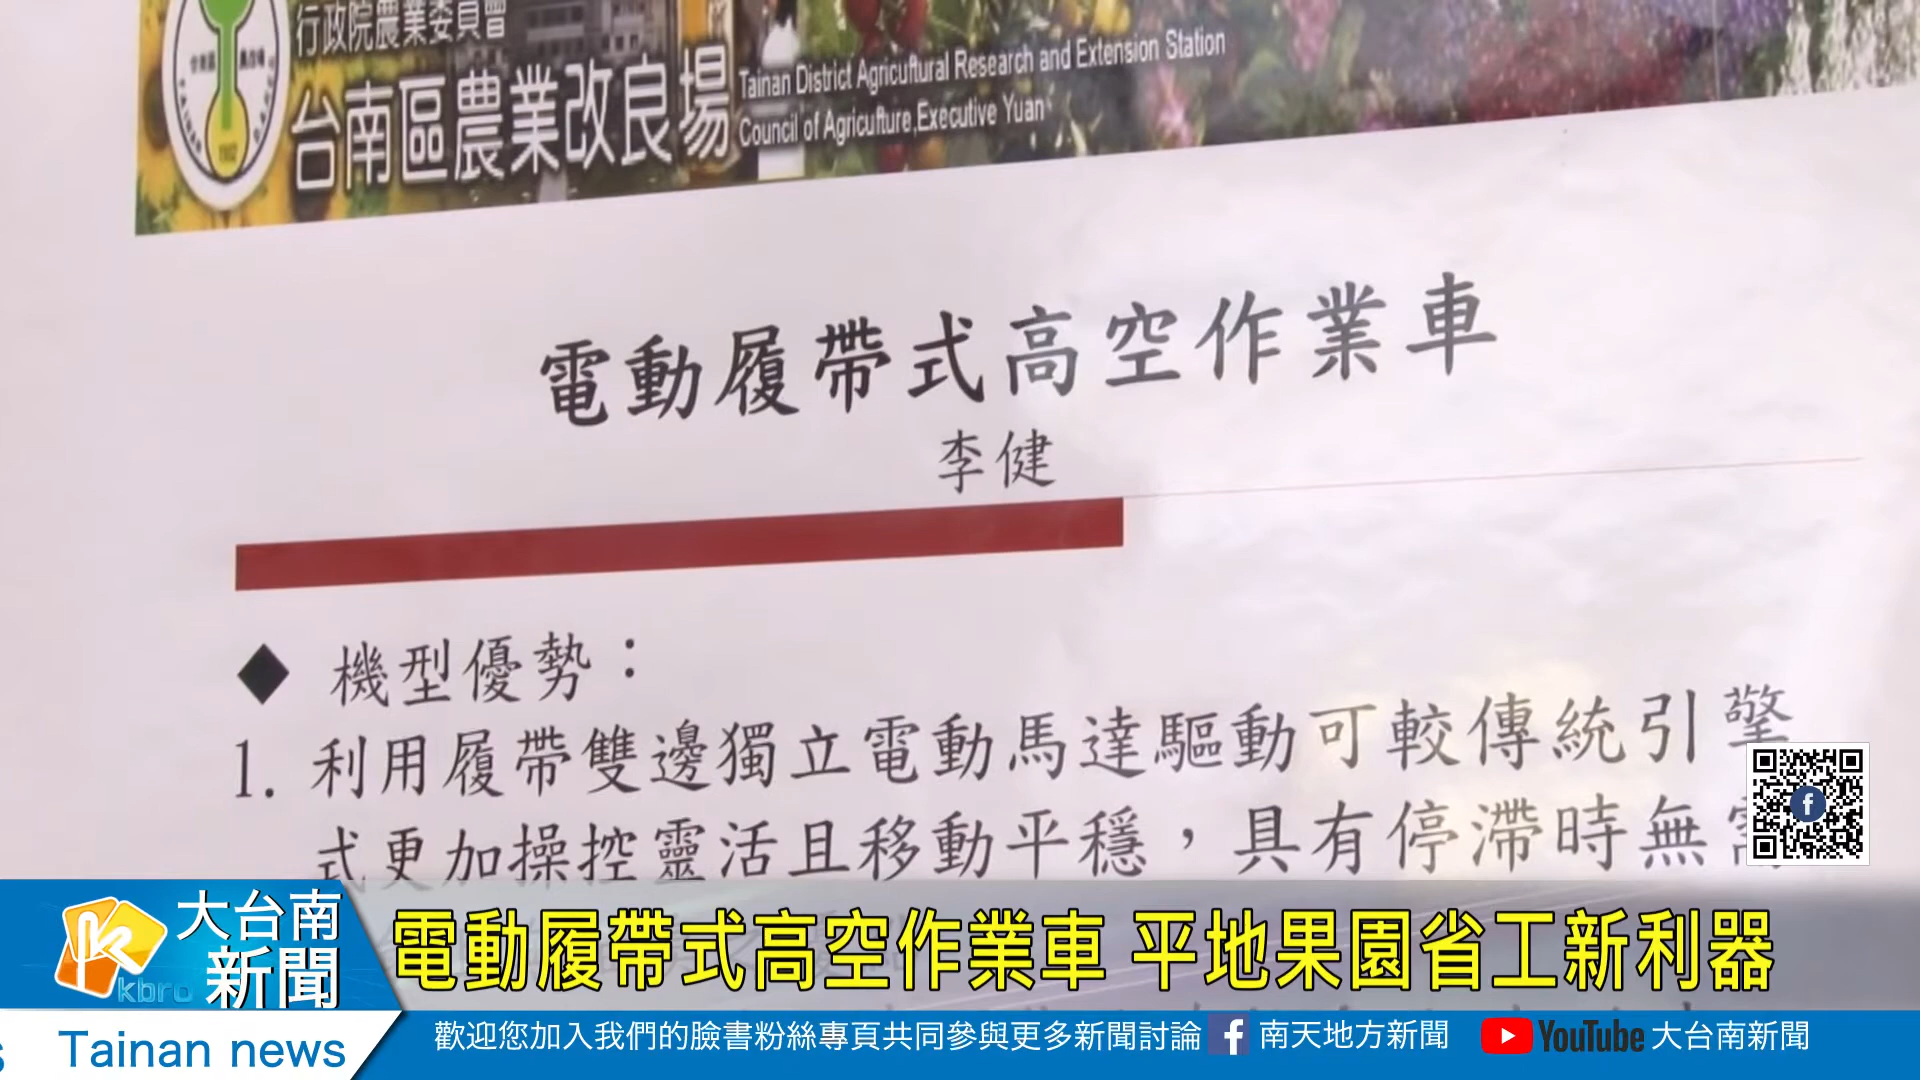 行政院農業委員會
台南區農業改良場
Tainan District Agricultural Research and Extension Station
Council of Agriculture,Executive Yuan
1902
電動履帶式高空作業車
李健
◆ 機型優勢：
1. 利用履帶雙邊獨立電動馬達驅動可較傳統引擎
式更加操控靈活且移動平穩，具有停滯時無
大台南
新聞
kbro
電動履帶式高空作業車 平地果園省工新利器
Tainan news
歡迎您加入我們的臉書粉絲專頁共同參與更多新聞討論 南天地方新聞 YouTube 大台南新聞